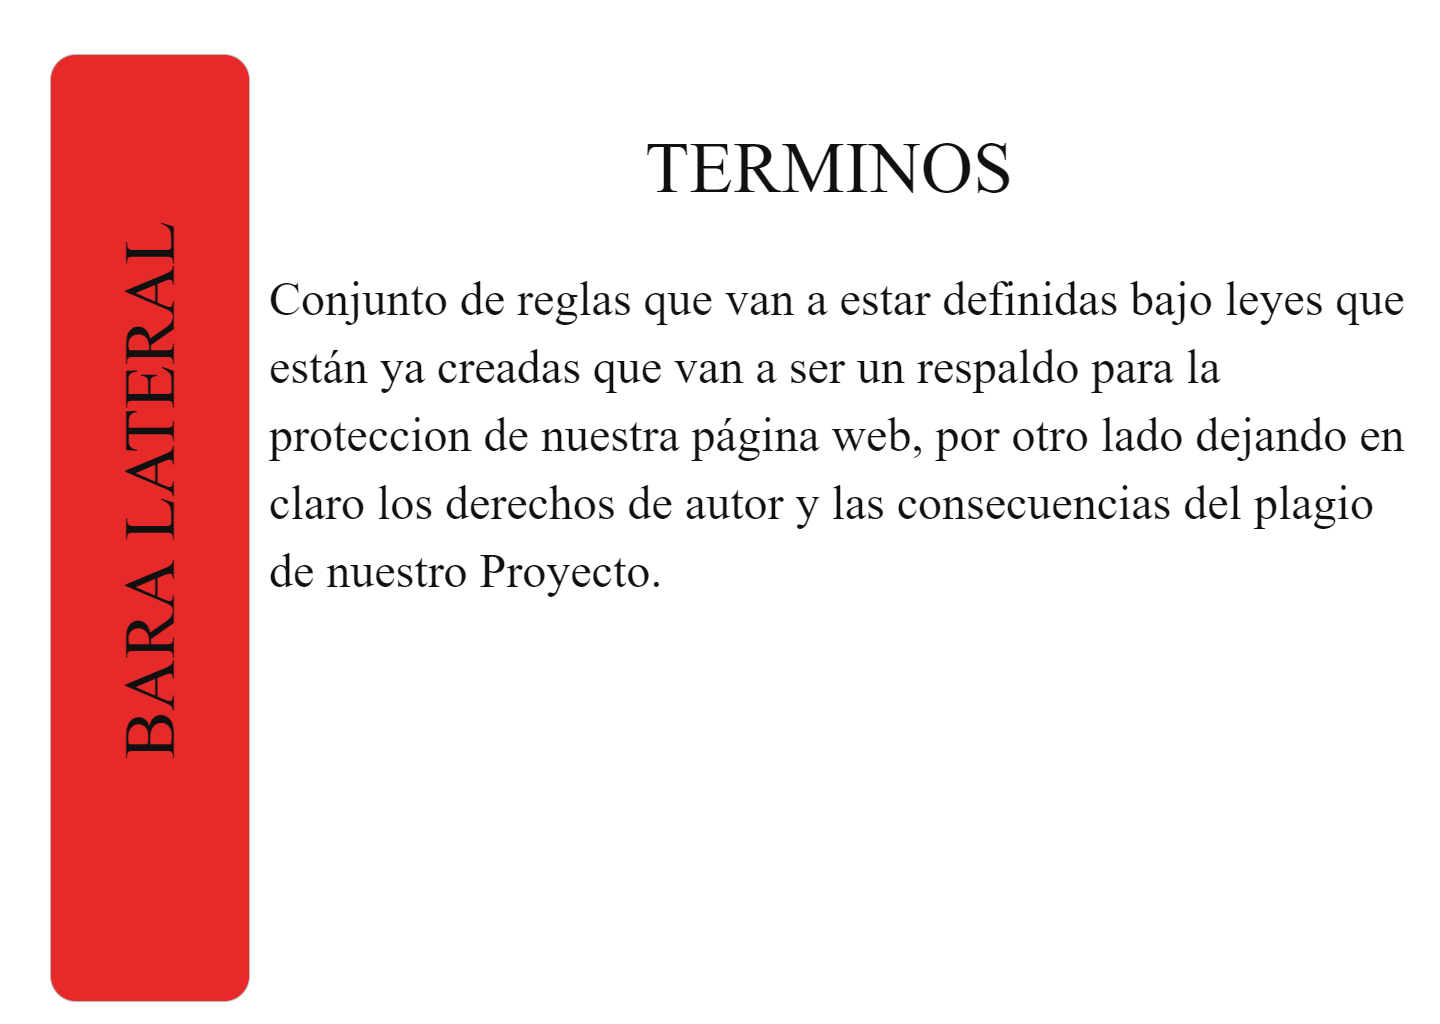 BARA LATERAL
TERMINOS
Conjunto de reglas que van a estar definidas bajo leyes que
están ya creadas que van a ser un respaldo para la
proteccion de nuestra página web, por otro lado dejando en
claro los derechos de autor y las consecuencias del plagio
de nuestro Proyecto.